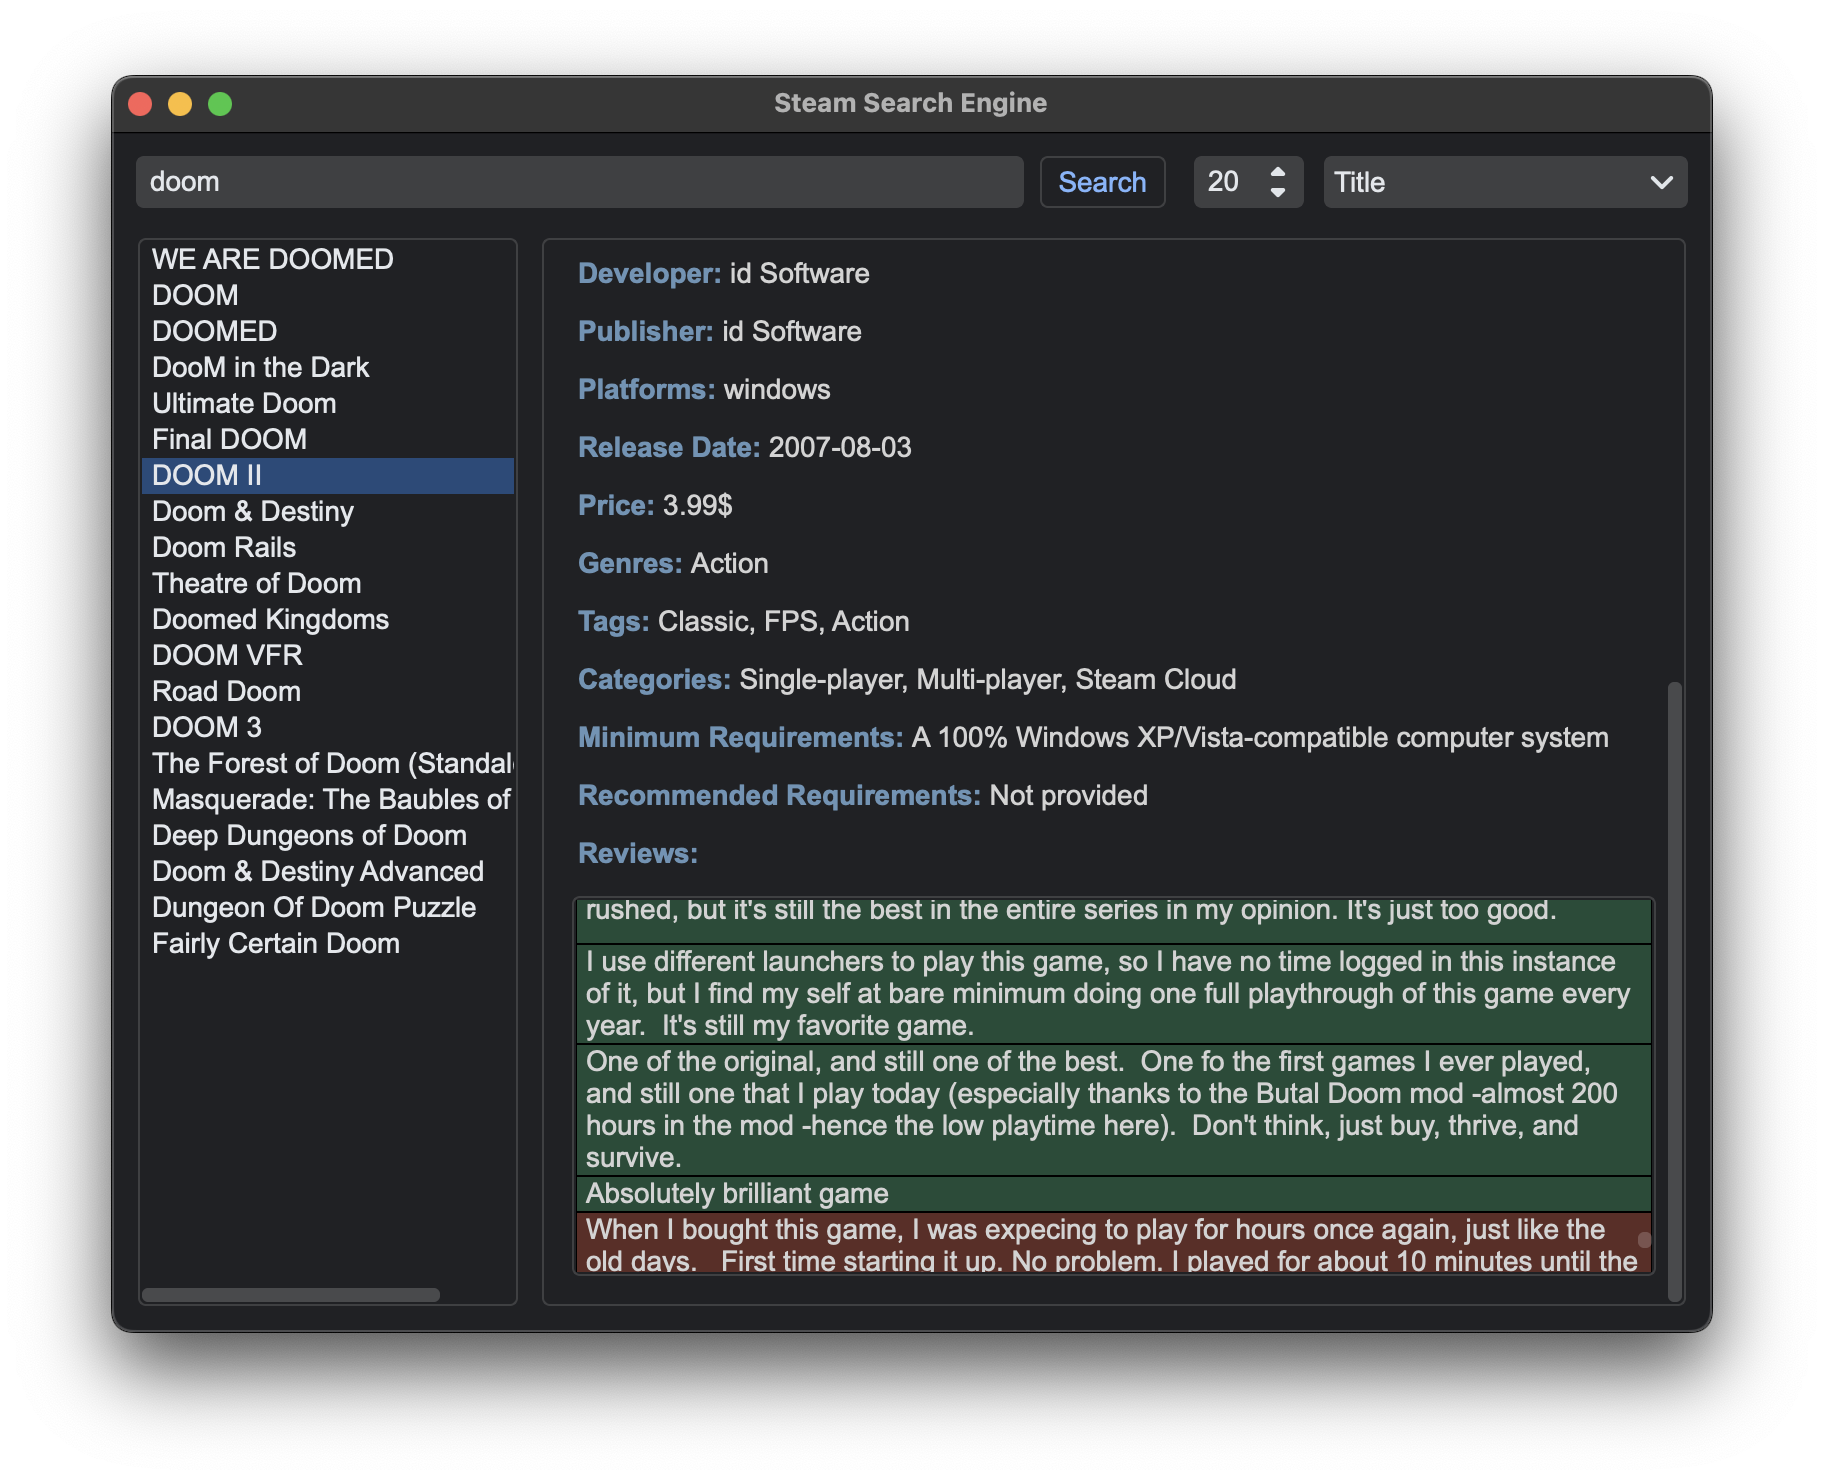 Steam Search Engine
doom
Search
20
Title
WE ARE DOOMED
DOOM
DOOMED
DooM in the Dark
Ultimate Doom
Final DOOM
DOOM II
Doom & Destiny
Doom Rails
Theatre of Doom
Doomed Kingdoms
DOOM VFR
Road Doom
DOOM 3
The Forest of Doom (Standal
Masquerade: The Baubles of
Deep Dungeons of Doom
Doom & Destiny Advanced
Dungeon Of Doom Puzzle
Fairly Certain Doom
Developer: id Software
Publisher: id Software
Platforms: windows
Release Date: 2007-08-03
Price: 3.99$
Genres: Action
Tags: Classic, FPS, Action
Categories: Single-player, Multi-player, Steam Cloud
Minimum Requirements: A 100% Windows XP/Vista-compatible computer system
Recommended Requirements: Not provided
Reviews:
rushed, but it's still the best in the entire series in my opinion. It's just too good.
I use different launchers to play this game, so I have no time logged in this instance
of it, but I find my self at bare minimum doing one full playthrough of this game every
year.  It's still my favorite game.
One of the original, and still one of the best.  One fo the first games I ever played,
and still one that I play today (especially thanks to the Butal Doom mod -almost 200
hours in the mod -hence the low playtime here).  Don't think, just buy, thrive, and
survive.
Absolutely brilliant game
When I bought this game, I was expecing to play for hours once again, just like the
old days.   First time starting it up. No problem. I played for about 10 minutes until the